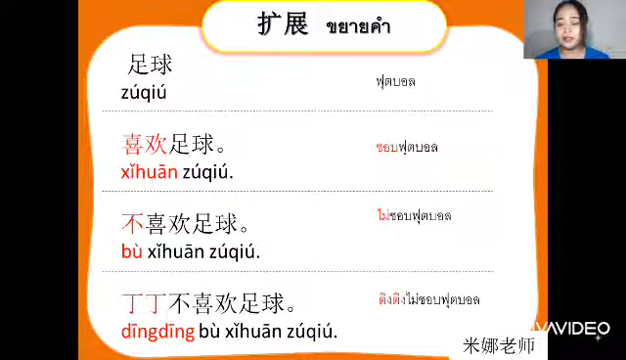 扩展 ขยายคำ
足球
zúqiú
ฟุตบอล
喜欢足球。
xǐhuān zúqiú.
ชอบฟุตบอล
不喜欢足球。
bù xǐhuān zúqiú.
ไม่ชอบฟุตบอล
丁丁不喜欢足球。
dīngdīng bù xǐhuān zúqiú.
ติงติงไม่ชอบฟุตบอล
米娜老师
VAVIDEO